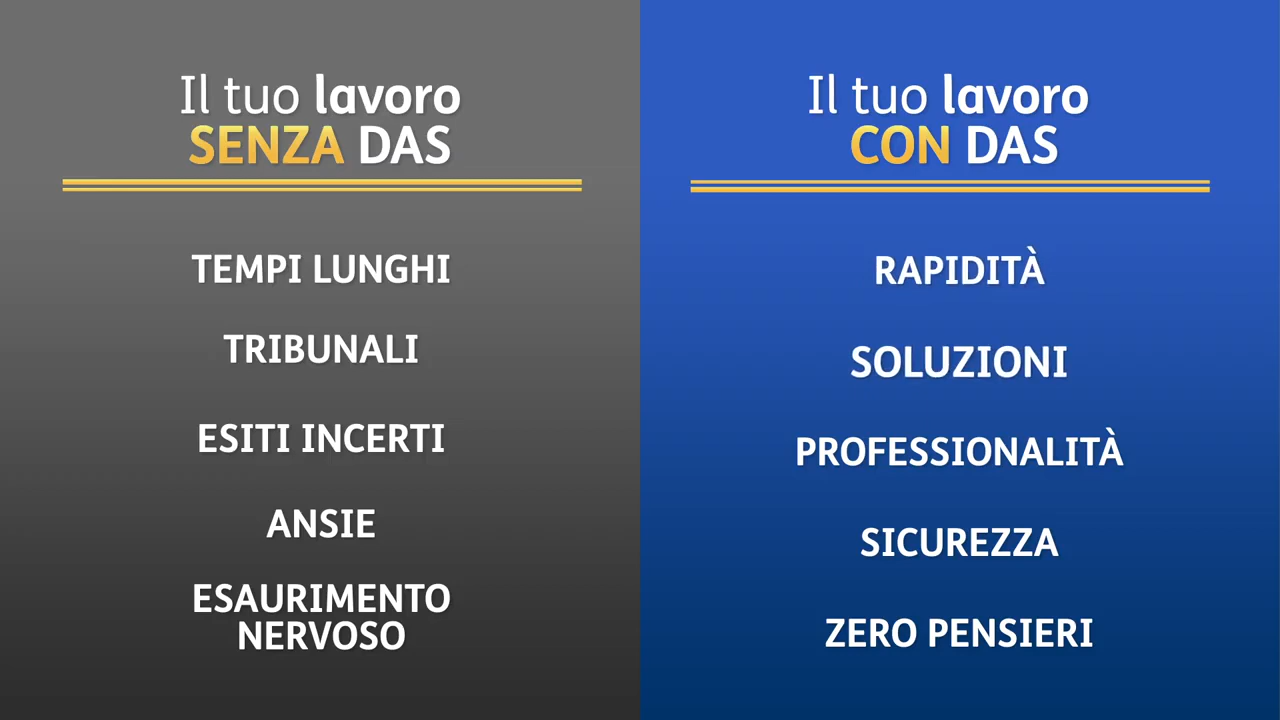 Il tuo lavoro
SENZA DAS
TEMPI LUNGHI
TRIBUNALI
ESITI INCERTI
ANSIE
ESAURIMENTO
NERVOSO
Il tuo lavoro
CON DAS
RAPIDITÀ
SOLUZIONI
PROFESSIONALITÀ
SICUREZZA
ZERO PENSIERI